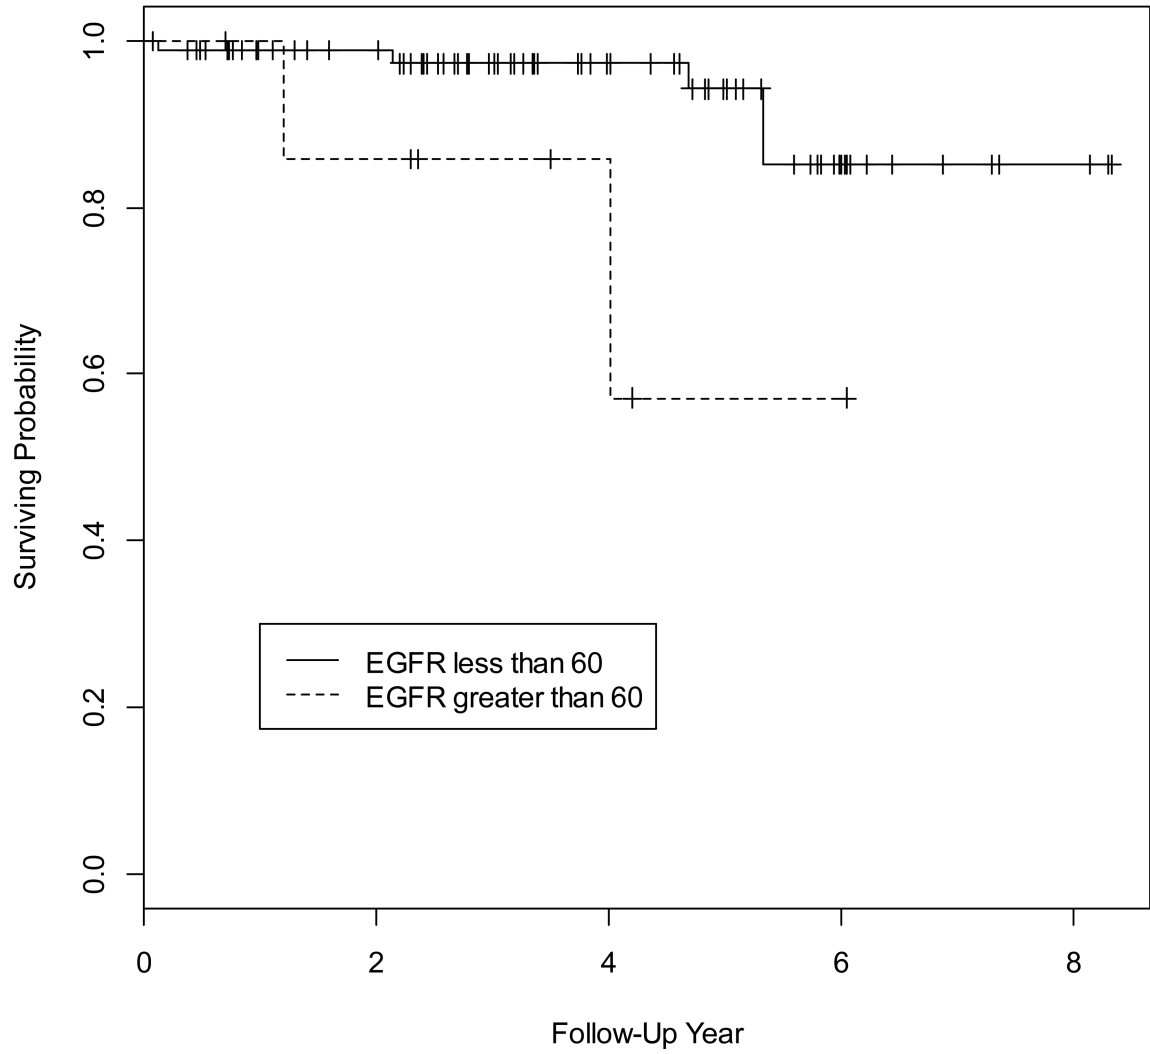 1.0
0.8
0.6
0.4
0.2
0.0
Surviving Probability
EGFR less than 60
EGFR greater than 60
0 2 4 6 8
Follow-Up Year